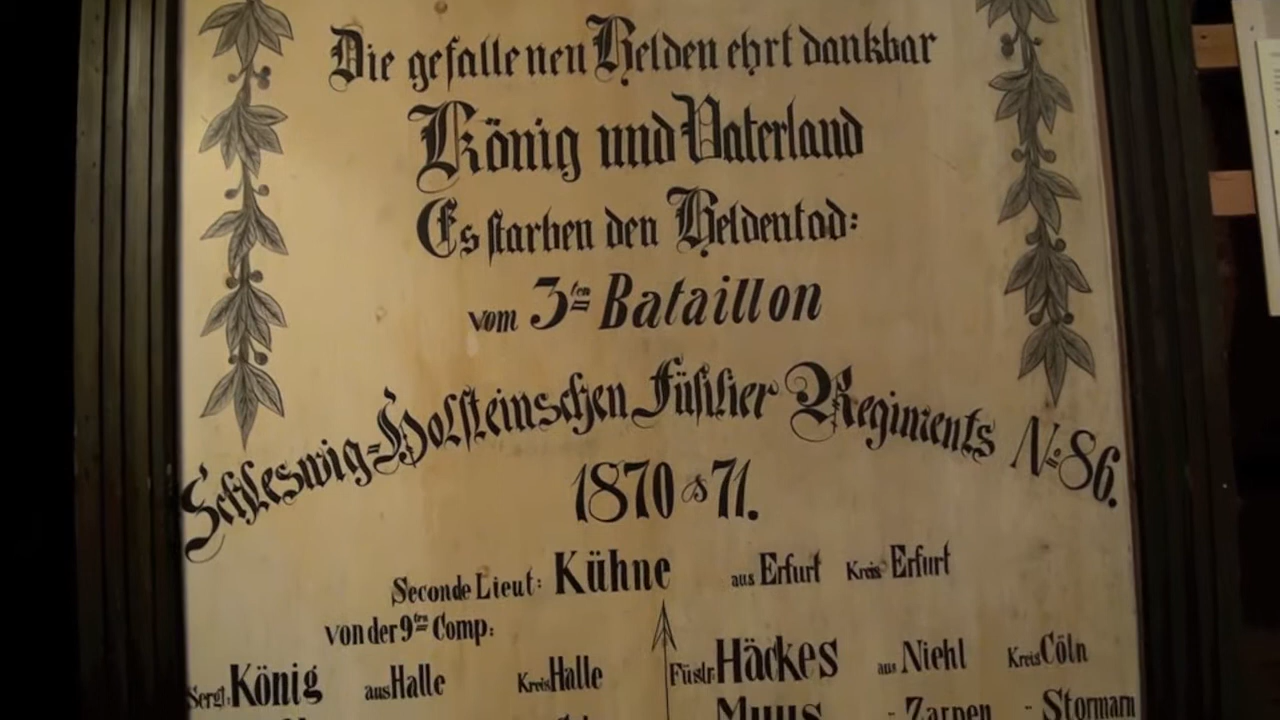 Die gefallenen Helden ehrt dankbar
König und Vaterland
Es starben den Heldentod:
vom 3ten Bataillon
Schleswig-Holsteinschen Füsilier Regiments No 86.
1870 & 71.
Seconde Lieut: Kühne aus Erfurt Kreis Erfurt
von der 9ten Comp:
Sergt. König aus Halle Kreis Halle
Füslr. Häckes aus Niehl Kreis Cöln
Muus - Zarpen - Stormarn